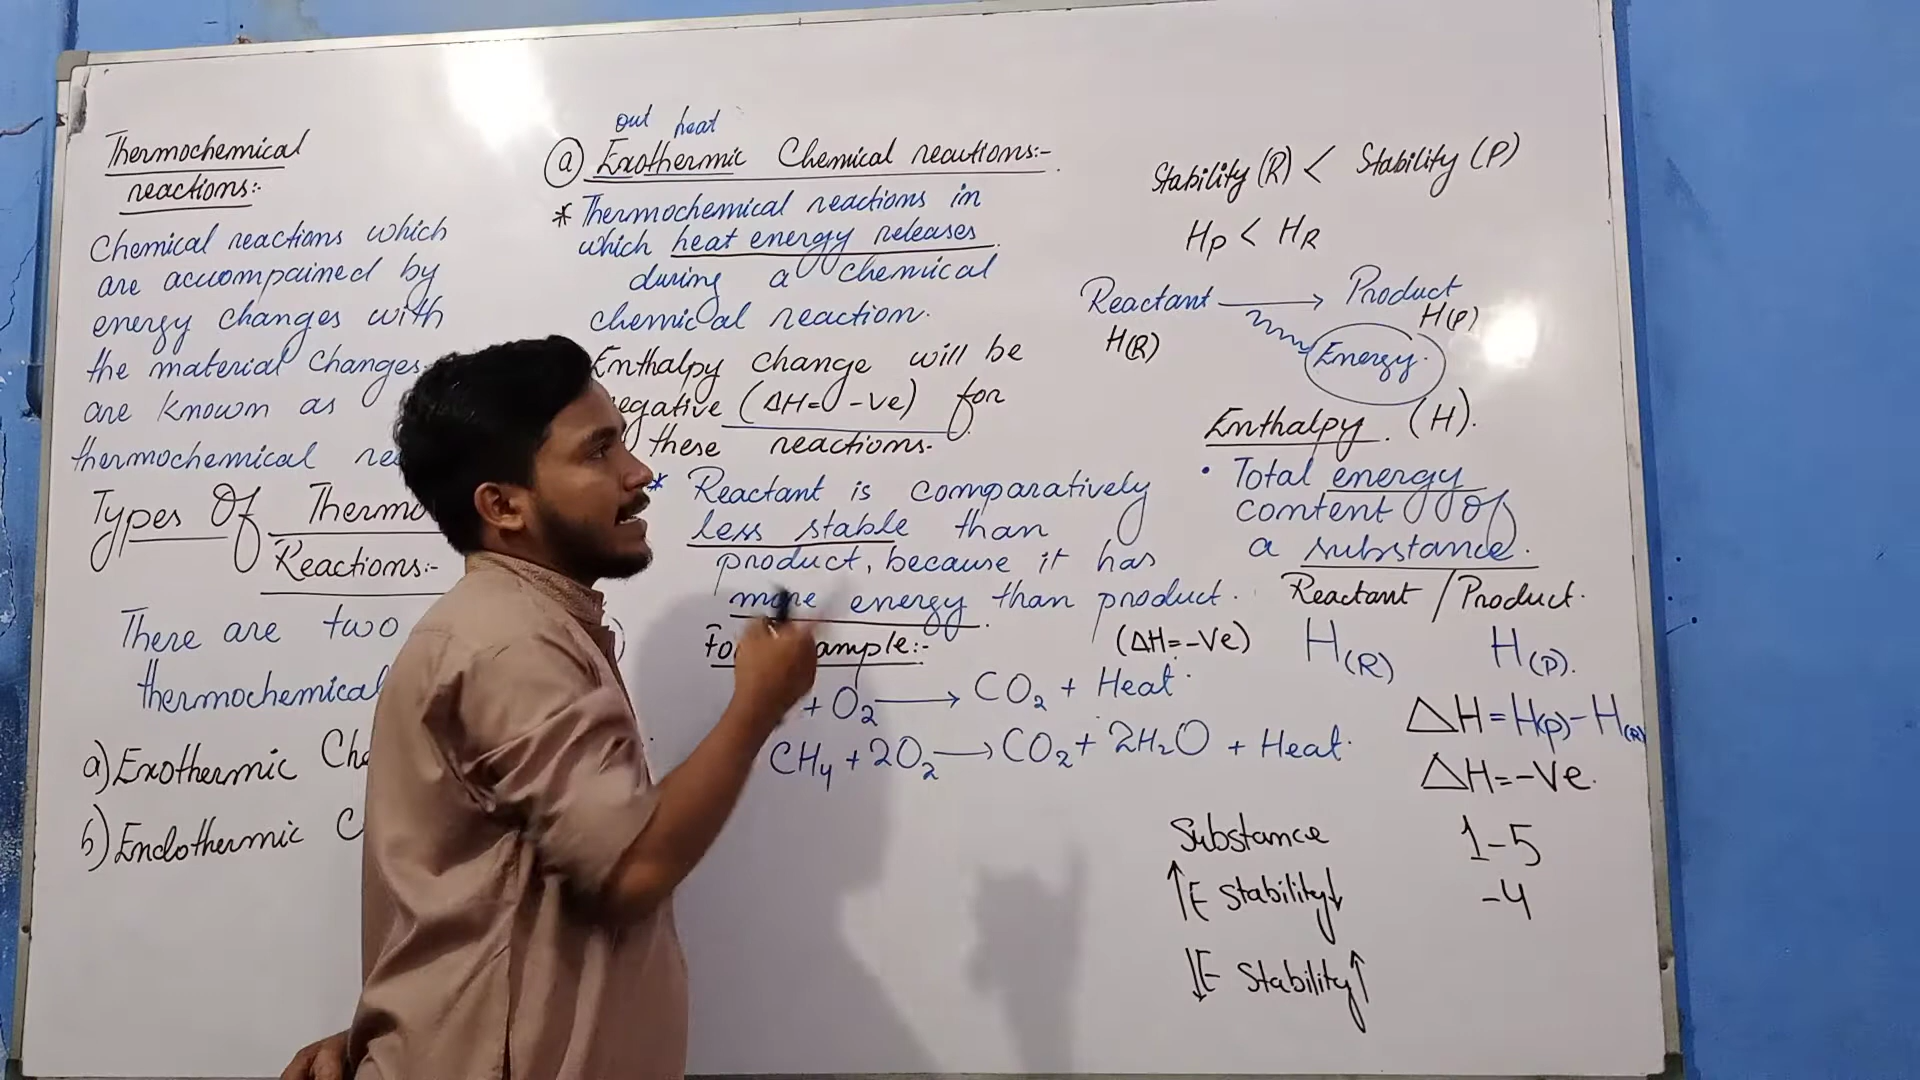 Thermochemical
reactions:-
Chemical reactions which
are accompained by
energy changes with
the material changes
are known as
thermochemical
Types Of
Reactions:-
There are two
thermochemical
a) Exothermic
b) Endothermic
out heat
(a) Exothermic Chemical reactions:-
* Thermochemical reactions in
which heat energy releases
during a chemical
chemical reaction.
Enthalpy change will be
(ΔH= -Ve) for
these reactions.
* Reactant is comparatively
less stable than
product, because it has
more energy than product.
(ΔH=-Ve)
+ O₂ → CO₂ + Heat.
CH₄ + 2O₂ → CO₂ + 2H₂O + Heat.
Stability (R) < Stability (P)
Hp < HR
Reactant → Product
H(R) H(P)
Energy.
Enthalpy. (H).
• Total energy
content Of
a substance.
Reactant / Product.
H(R) H(P).
ΔH = H(p) - H(R)
ΔH = -Ve.
1-5
-4
Substance
↑E Stability↓
↓E Stability↑